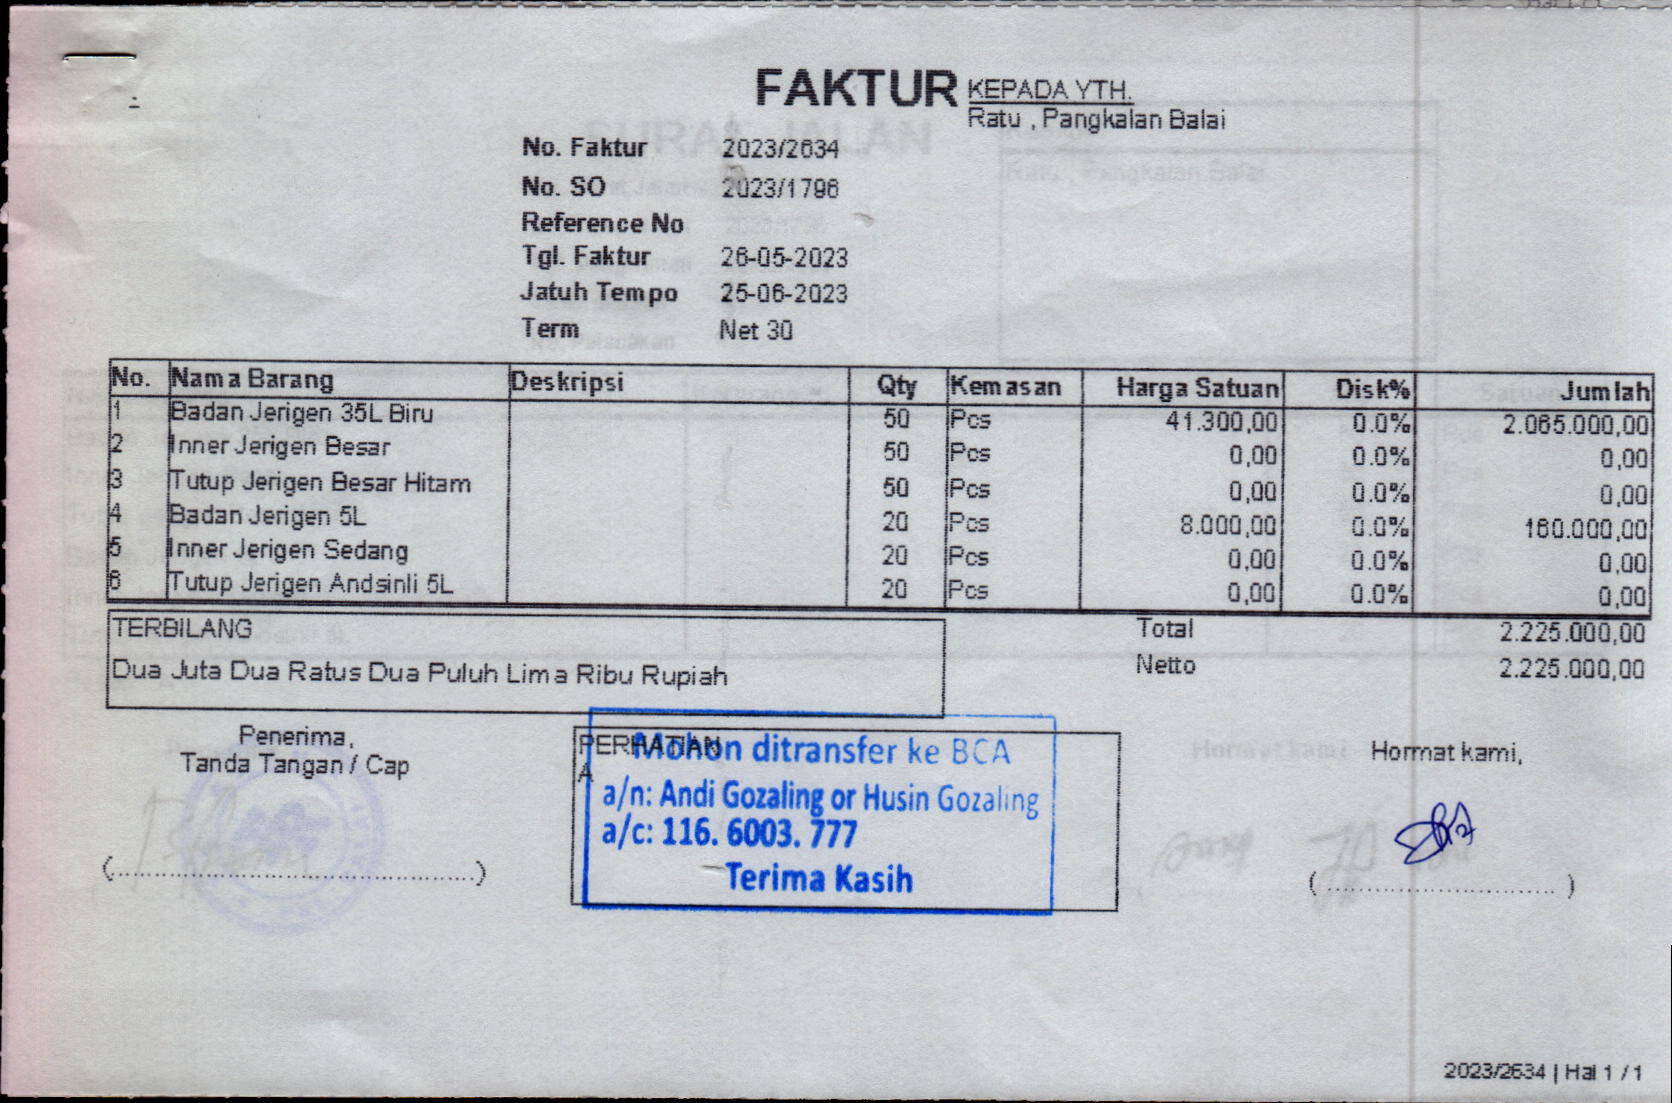 FAKTUR
KEPADA YTH.
Ratu , Pangkalan Balai
No. Faktur 2023/2634
No. SO 2023/1796
Reference No
Tgl. Faktur 26-05-2023
Jatuh Tempo 25-06-2023
Term Net 30
No. Nama Barang Deskripsi Qty Kemasan Harga Satuan Disk% Jumlah
1 Badan Jerigen 35L Biru 50 Pcs 41.300,00 0.0% 2.065.000,00
2 Inner Jerigen Besar 50 Pcs 0,00 0.0% 0,00
3 Tutup Jerigen Besar Hitam 50 Pcs 0,00 0.0% 0,00
4 Badan Jerigen 5L 20 Pcs 8.000,00 0.0% 160.000,00
5 Inner Jerigen Sedang 20 Pcs 0,00 0.0% 0,00
6 Tutup Jerigen Andsinli 5L 20 Pcs 0,00 0.0% 0,00
TERBILANG
Dua Juta Dua Ratus Dua Puluh Lima Ribu Rupiah
Total 2.225.000,00
Netto 2.225.000,00
Penerima,
Tanda Tangan / Cap
(............................................)
PERHATIAN
A
Mohon ditransfer ke BCA
a/n: Andi Gozaling or Husin Gozaling
a/c: 116. 6003. 777
Terima Kasih
Hormat kami,
(............................)
2023/2634 | Hal 1 / 1